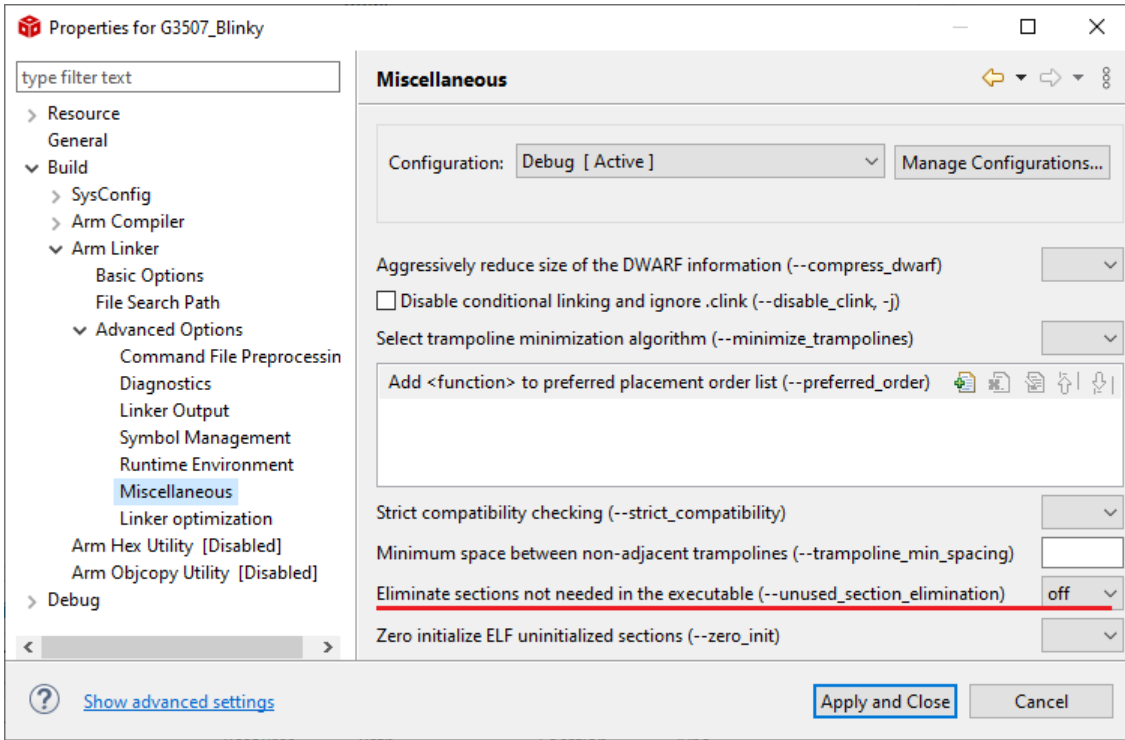 Properties for G3507_Blinky
type filter text
Resource
General
Build
SysConfig
Arm Compiler
Arm Linker
Basic Options
File Search Path
Advanced Options
Command File Preprocessin
Diagnostics
Linker Output
Symbol Management
Runtime Environment
Miscellaneous
Linker optimization
Arm Hex Utility [Disabled]
Arm Objcopy Utility [Disabled]
Debug
Miscellaneous
Configuration: Debug [ Active ] Manage Configurations...
Aggressively reduce size of the DWARF information (--compress_dwarf)
Disable conditional linking and ignore .clink (--disable_clink, -j)
Select trampoline minimization algorithm (--minimize_trampolines)
Add <function> to preferred placement order list (--preferred_order)
Strict compatibility checking (--strict_compatibility)
Minimum space between non-adjacent trampolines (--trampoline_min_spacing)
Eliminate sections not needed in the executable (--unused_section_elimination) off
Zero initialize ELF uninitialized sections (--zero_init)
Show advanced settings
Apply and Close Cancel